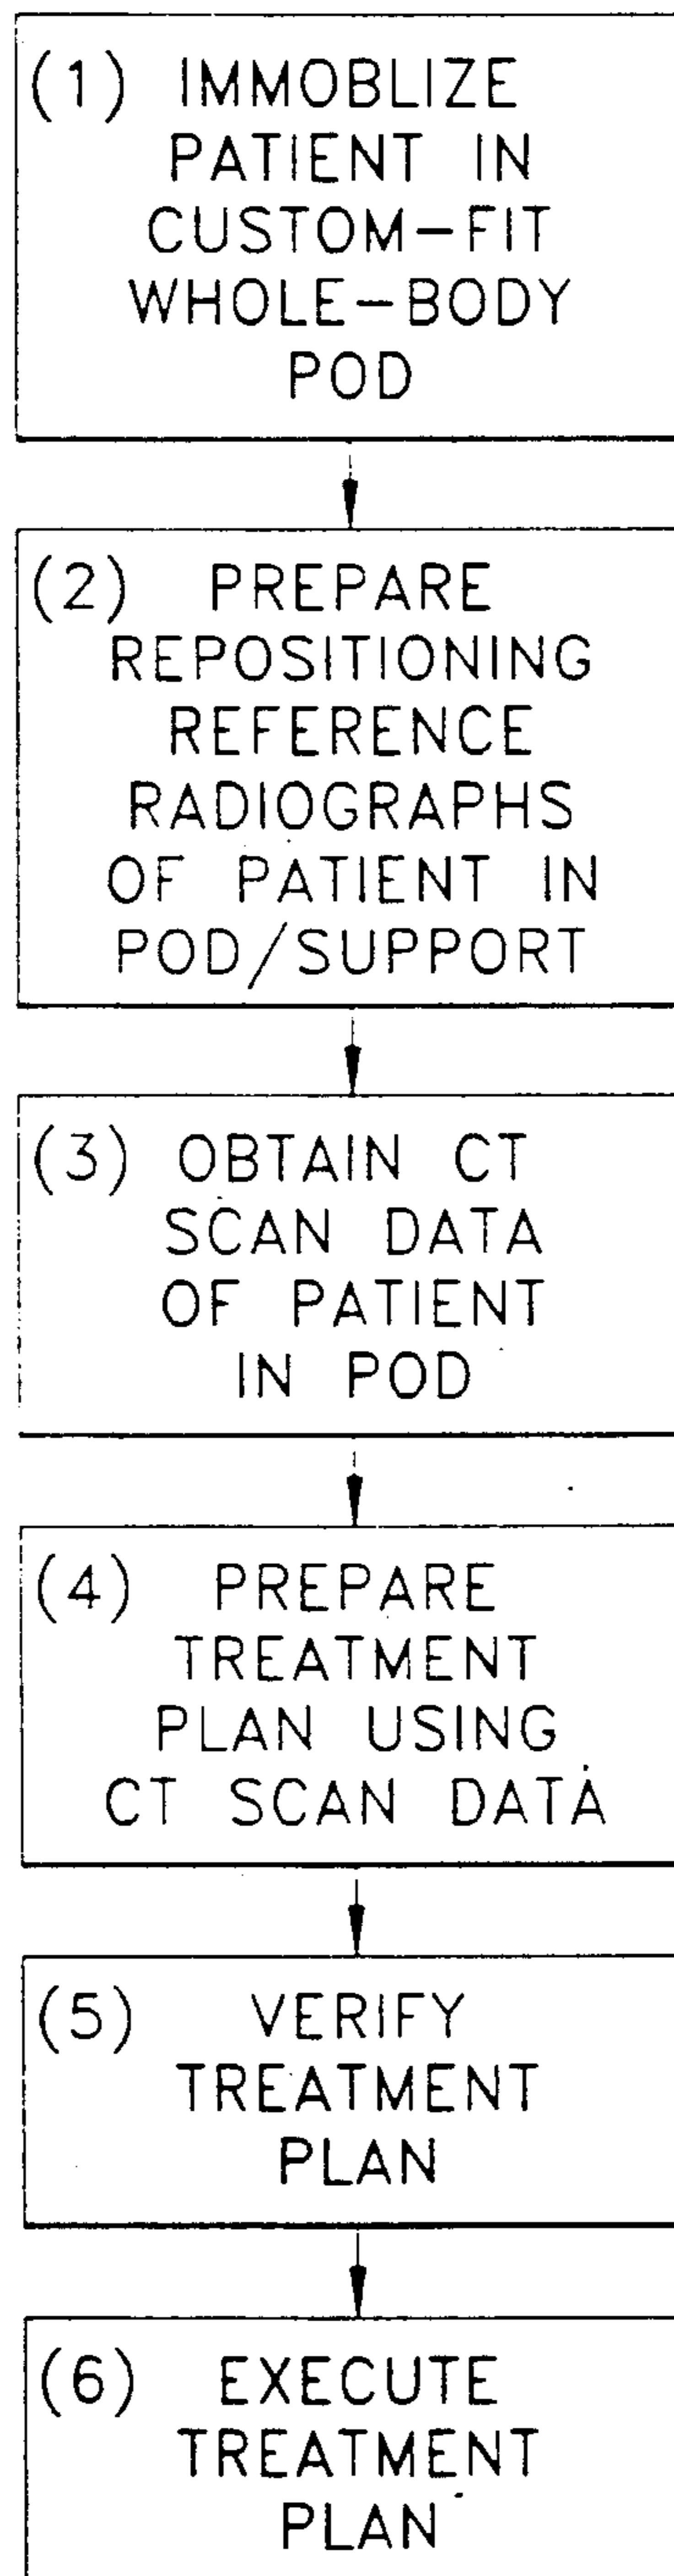 (1) IMMOBLIZE
PATIENT IN
CUSTOM-FIT
WHOLE-BODY
POD
(2) PREPARE
REPOSITIONING
REFERENCE
RADIOGRAPHS
OF PATIENT IN
POD/SUPPORT
(3) OBTAIN CT
SCAN DATA
OF PATIENT
IN POD
(4) PREPARE
TREATMENT
PLAN USING
CT SCAN DATA
(5) VERIFY
TREATMENT
PLAN
(6) EXECUTE
TREATMENT
PLAN